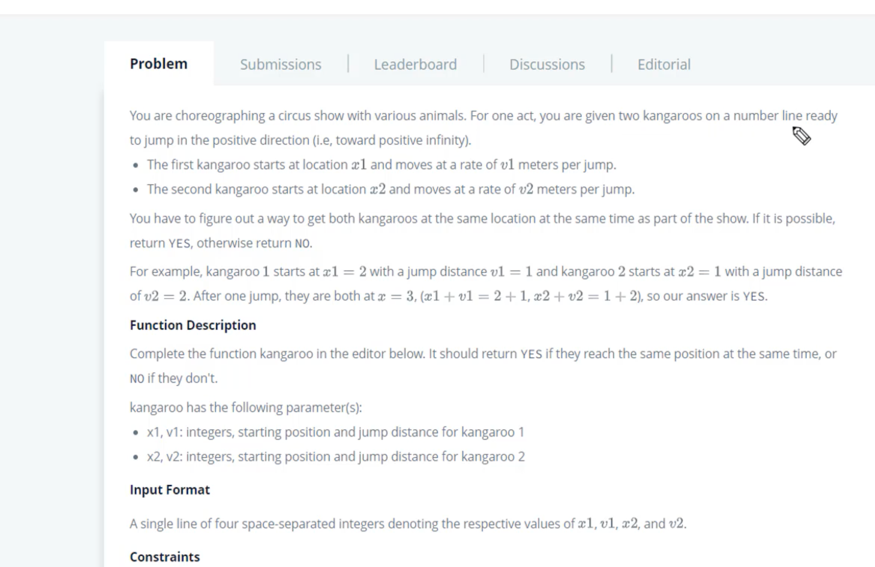 Problem Submissions Leaderboard Discussions Editorial
You are choreographing a circus show with various animals. For one act, you are given two kangaroos on a number line ready
to jump in the positive direction (i.e, toward positive infinity).
• The first kangaroo starts at location x1 and moves at a rate of v1 meters per jump.
• The second kangaroo starts at location x2 and moves at a rate of v2 meters per jump.
You have to figure out a way to get both kangaroos at the same location at the same time as part of the show. If it is possible,
return YES, otherwise return NO.
For example, kangaroo 1 starts at x1 = 2 with a jump distance v1 = 1 and kangaroo 2 starts at x2 = 1 with a jump distance
of v2 = 2. After one jump, they are both at x = 3, (x1 + v1 = 2 + 1, x2 + v2 = 1 + 2), so our answer is YES.
Function Description
Complete the function kangaroo in the editor below. It should return YES if they reach the same position at the same time, or
NO if they don't.
kangaroo has the following parameter(s):
• x1, v1: integers, starting position and jump distance for kangaroo 1
• x2, v2: integers, starting position and jump distance for kangaroo 2
Input Format
A single line of four space-separated integers denoting the respective values of x1, v1, x2, and v2.
Constraints